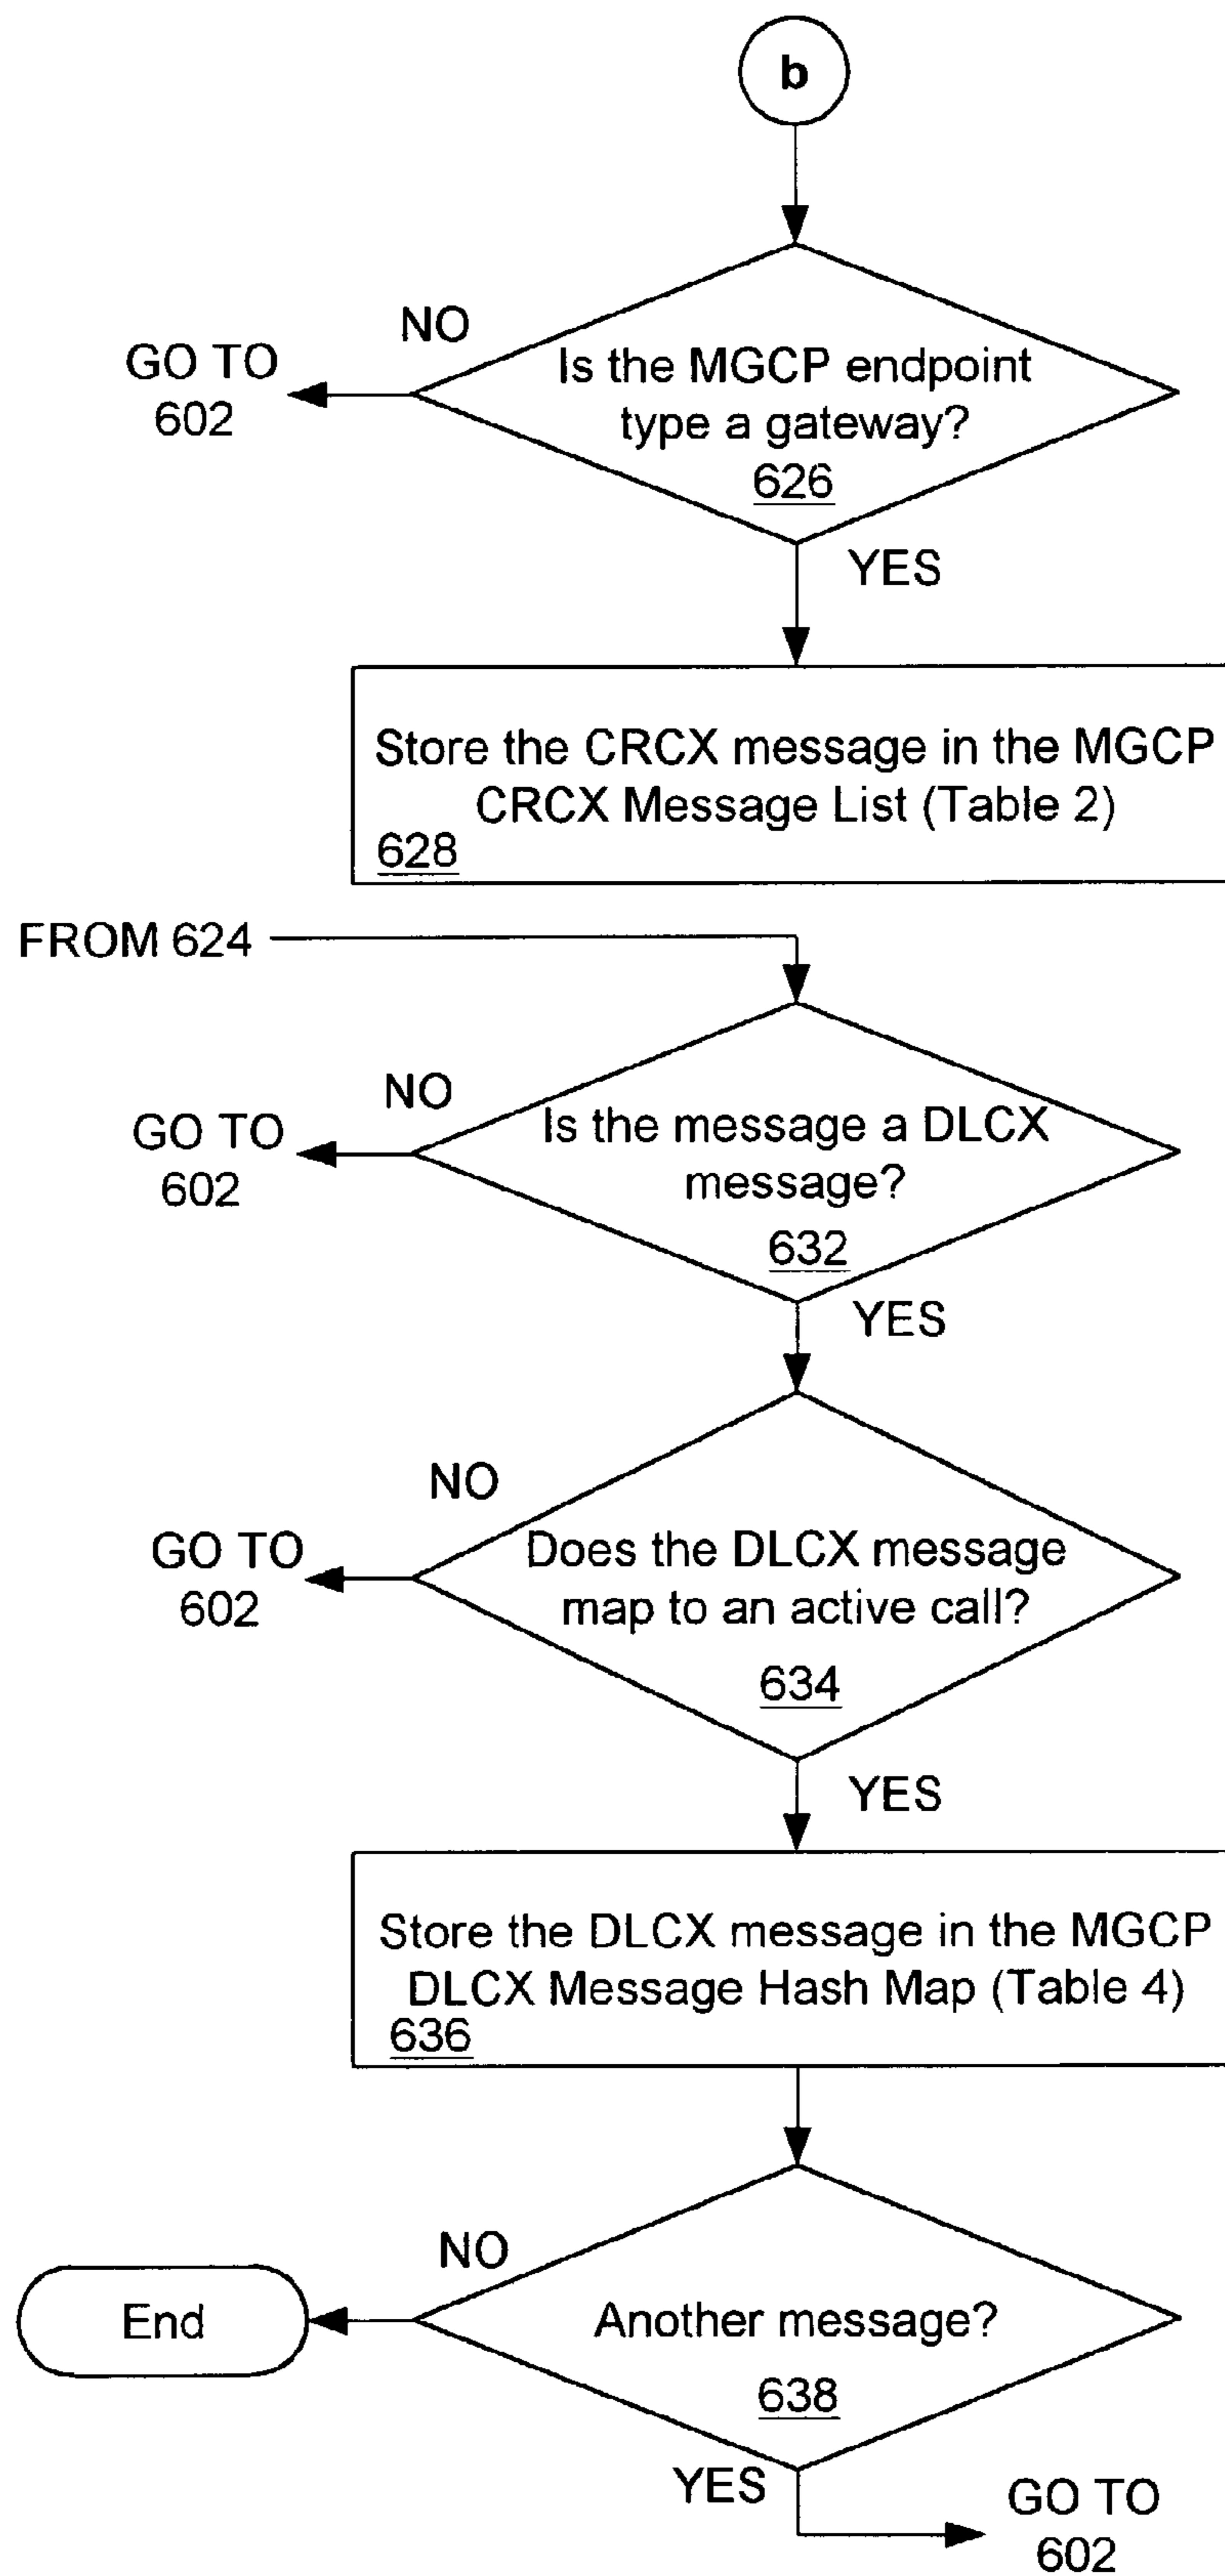 b
NO
GO TO
602
Is the MGCP endpoint
type a gateway?
626
YES
Store the CRCX message in the MGCP
CRCX Message List (Table 2)
628
FROM 624
NO
GO TO
602
Is the message a DLCX
message?
632
YES
NO
GO TO
602
Does the DLCX message
map to an active call?
634
YES
Store the DLCX message in the MGCP
DLCX Message Hash Map (Table 4)
636
NO
End
Another message?
638
YES
GO TO
602